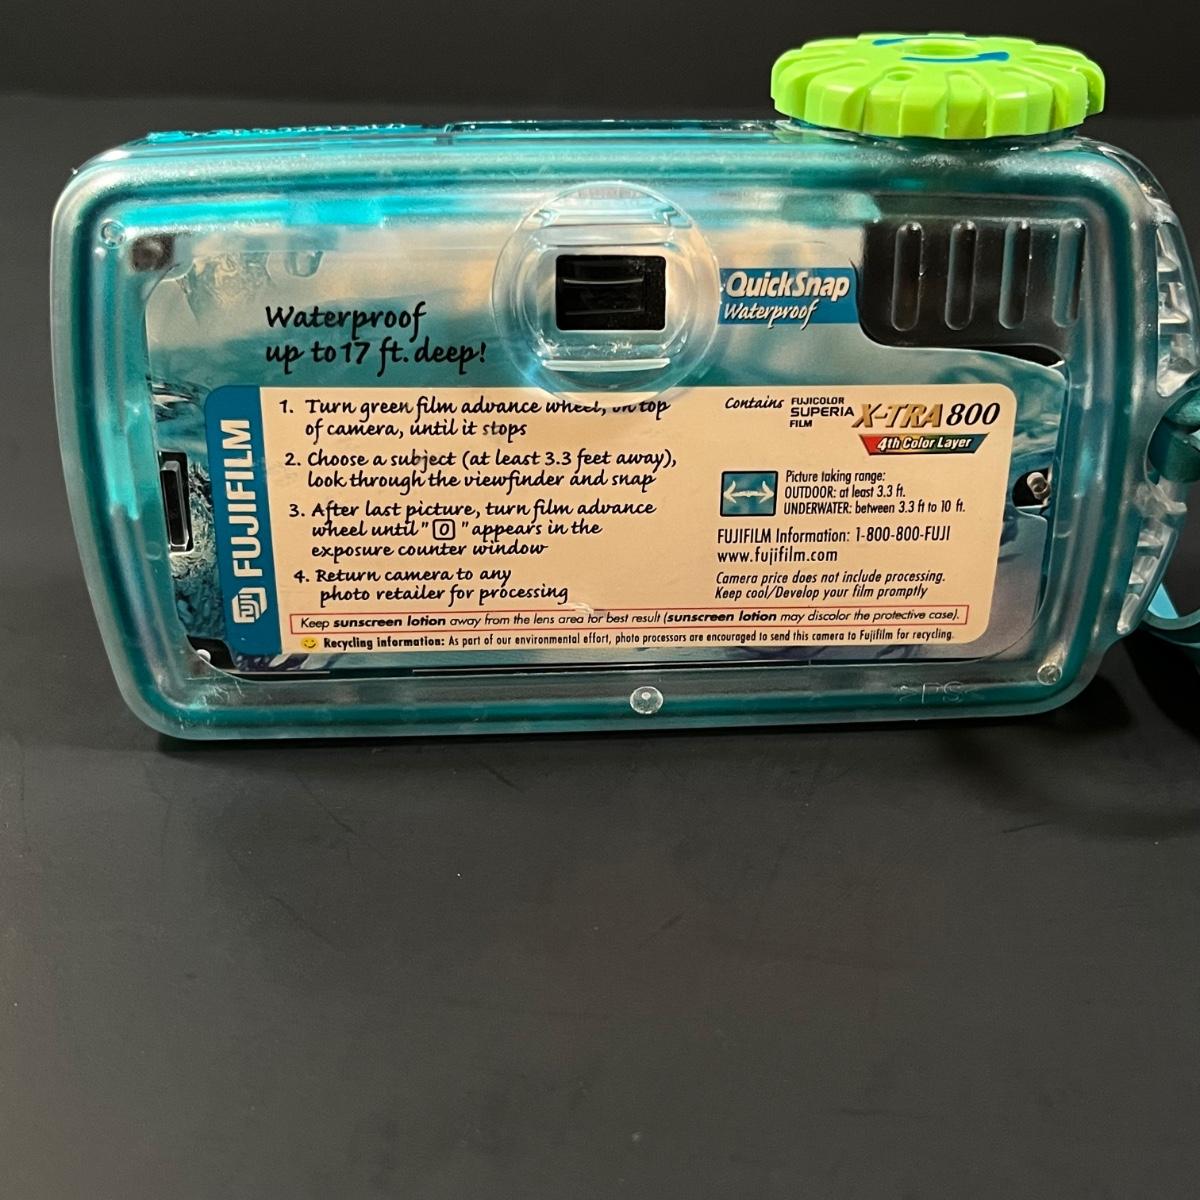 QuickSnap
Waterproof
Waterproof
up to 17 ft. deep!
FUJIFILM
FUJI
1. Turn green film advance wheel, on top
of camera, until it stops
2. Choose a subject (at least 3.3 feet away),
look through the viewfinder and snap
3. After last picture, turn film advance
wheel until "0" appears in the
exposure counter window
4. Return camera to any
photo retailer for processing
Contains FUJICOLOR SUPERIA FILM X-TRA 800
4th Color Layer
Picture taking range:
OUTDOOR: at least 3.3 ft.
UNDERWATER: between 3.3 ft to 10 ft.
FUJIFILM Information: 1-800-800-FUJI
www.fujifilm.com
Camera price does not include processing.
Keep cool/Develop your film promptly
Keep sunscreen lotion away from the lens area for best result (sunscreen lotion may discolor the protective case).
Recycling information: As part of our environmental effort, photo processors are encouraged to send this camera to Fujifilm for recycling.
>PS<